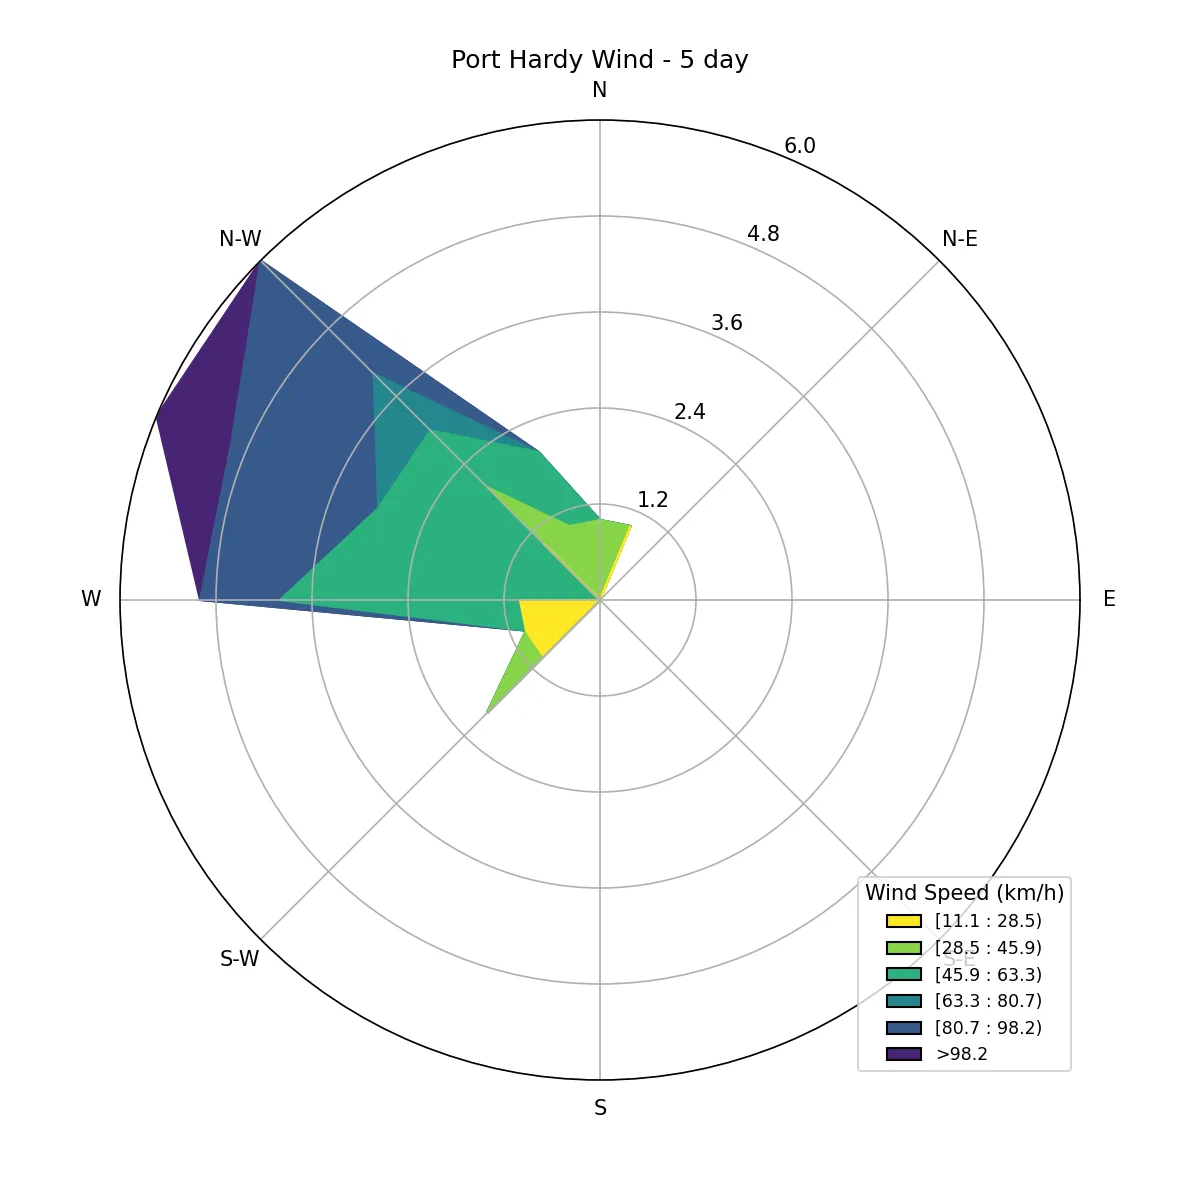 Port Hardy Wind - 5 day
N
6.0
N-W
N-E
4.8
3.6
2.4
1.2
W
E
S-W
S-E
S
Wind Speed (km/h)
[11.1 : 28.5)
[28.5 : 45.9)
[45.9 : 63.3)
[63.3 : 80.7)
[80.7 : 98.2)
>98.2